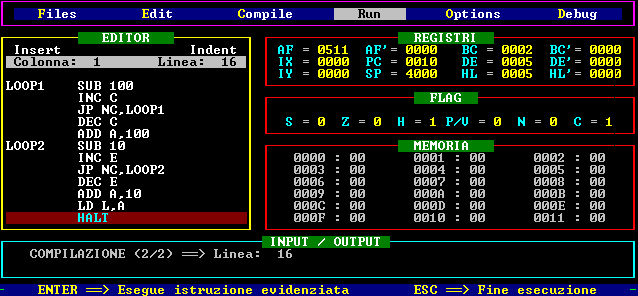 Files Edit Compile Run Options Debug
EDITOR
Insert Indent
Colonna: 1 Linea: 16
LOOP1 SUB 100
INC C
JP NC,LOOP1
DEC C
ADD A,100
LOOP2 SUB 10
INC E
JP NC,LOOP2
DEC E
ADD A,10
LD L,A
HALT
REGISTRI
AF = 0511 AF'= 0000 BC = 0002 BC'= 0000
IX = 0000 PC = 0010 DE = 0005 DE'= 0000
IY = 0000 SP = 4000 HL = 0005 HL'= 0000
FLAG
S = 0 Z = 0 H = 1 P/V = 0 N = 0 C = 1
MEMORIA
0000 : 00 0001 : 00 0002 : 00
0003 : 00 0004 : 00 0005 : 00
0006 : 00 0007 : 00 0008 : 00
0009 : 00 000A : 00 000B : 00
000C : 00 000D : 00 000E : 00
000F : 00 0010 : 00 0011 : 00
INPUT / OUTPUT
COMPILAZIONE (2/2) ==> Linea: 16
ENTER ==> Esegue istruzione evidenziata ESC ==> Fine esecuzione